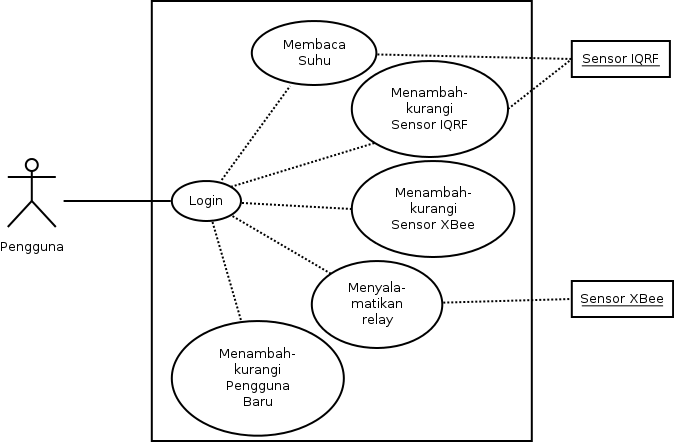 Membaca
Suhu
Sensor IQRF
Menambah-
kurangi
Sensor IQRF
Login
Menambah-
kurangi
Sensor XBee
Pengguna
Menyala-
matikan
relay
Sensor XBee
Menambah-
kurangi
Pengguna
Baru